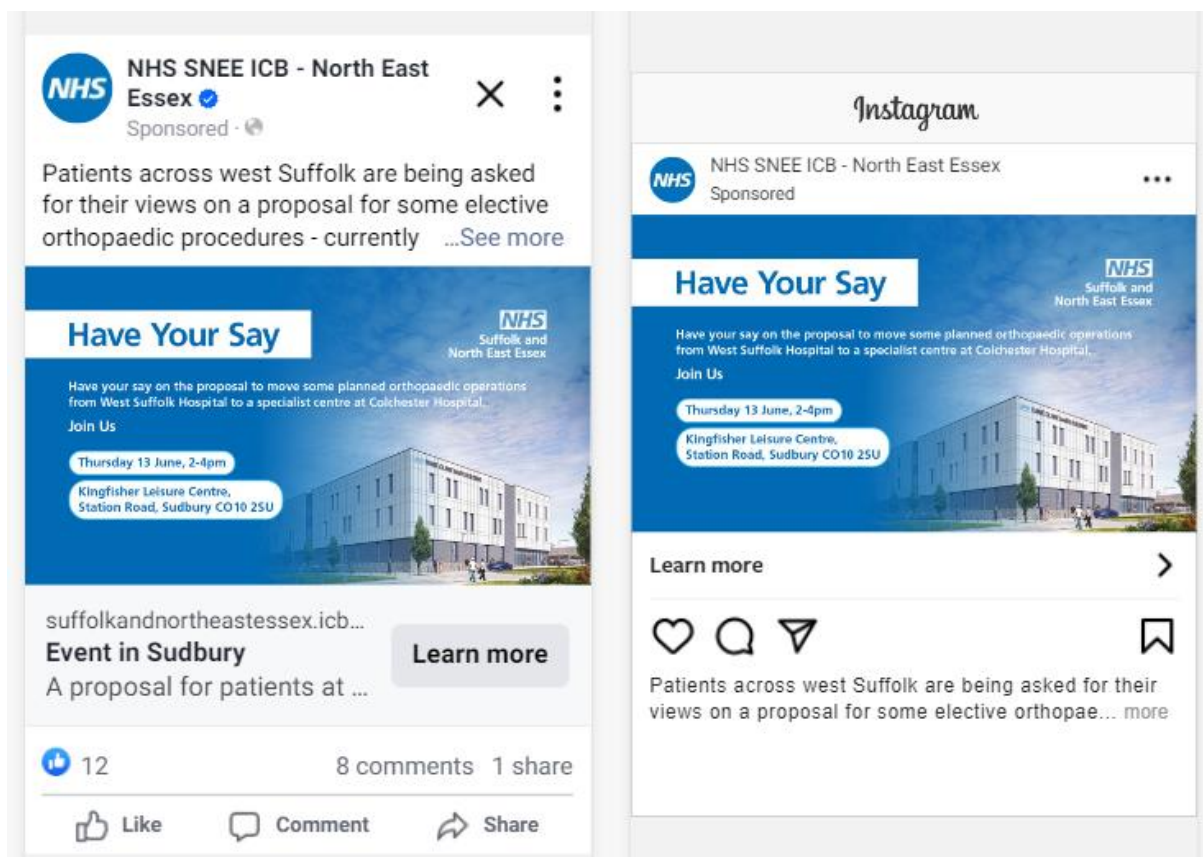 NHS
NHS SNEE ICB - North East
Essex
Sponsored ·
Patients across west Suffolk are being asked
for their views on a proposal for some elective
orthopaedic procedures - currently ...See more
Have Your Say
NHS
Suffolk and
North East Essex
Have your say on the proposal to move some planned orthopaedic operations
from West Suffolk Hospital to a specialist centre at Colchester Hospital.
Join Us
Thursday 13 June, 2-4pm
Kingfisher Leisure Centre,
Station Road, Sudbury CO10 2SU
suffolkandnortheastessex.icb...
Event in Sudbury
A proposal for patients at ...
Learn more
12
8 comments 1 share
Like
Comment
Share
Instagram
NHS
NHS SNEE ICB - North East Essex
Sponsored
Have Your Say
NHS
Suffolk and
North East Essex
Have your say on the proposal to move some planned orthopaedic operations
from West Suffolk Hospital to a specialist centre at Colchester Hospital.
Join Us
Thursday 13 June, 2-4pm
Kingfisher Leisure Centre,
Station Road, Sudbury CO10 2SU
Learn more
Patients across west Suffolk are being asked for their
views on a proposal for some elective orthopae... more